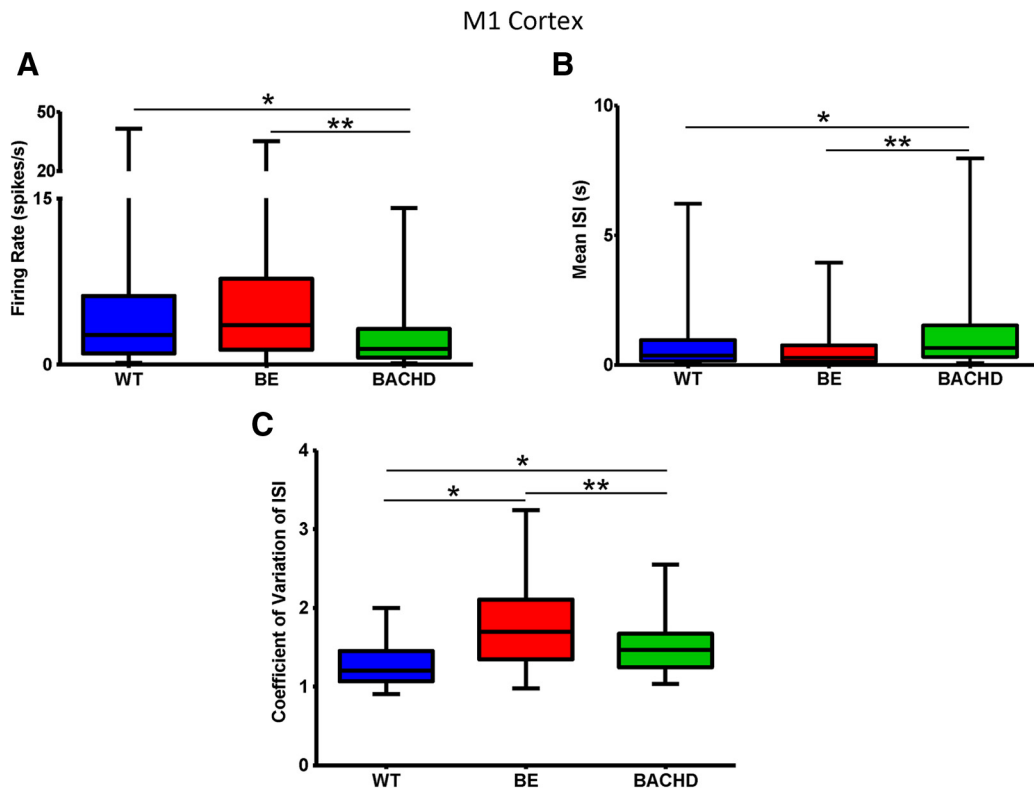 M1 Cortex
A
Firing Rate (spikes/s)
50
20
15
0
*
**
WT
BE
BACHD
B
Mean ISI (s)
10
5
0
*
**
WT
BE
BACHD
C
Coefficient of Variation of ISI
4
3
2
1
0
*
*
**
WT
BE
BACHD